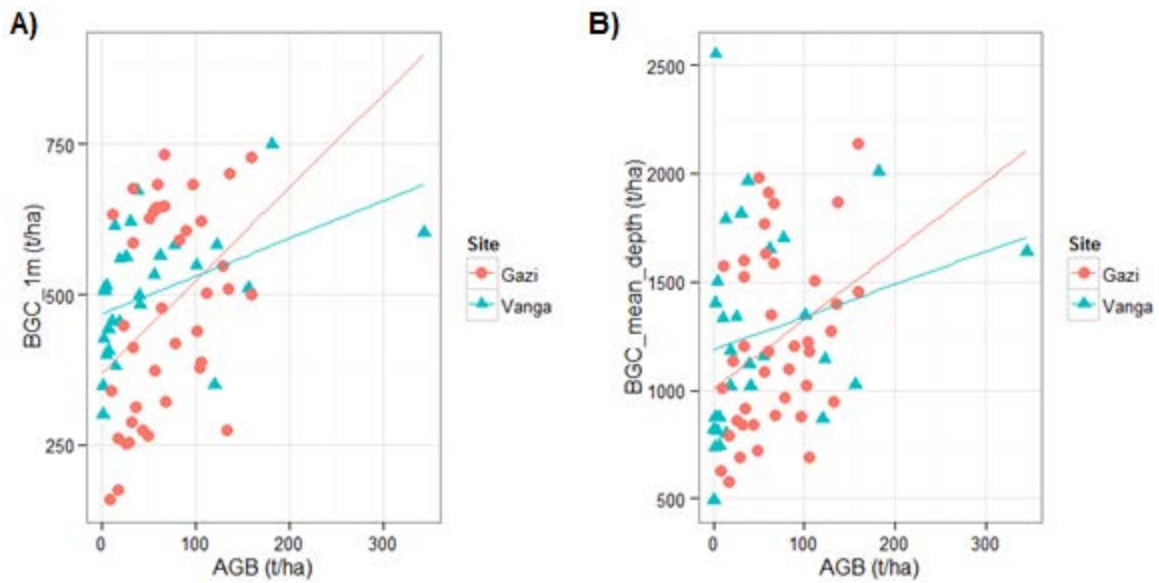 A)
BGC_1m (t/ha)
750
500
250
0 100 200 300
AGB (t/ha)
Site
Gazi
Vanga
B)
BGC_mean_depth (t/ha)
2500
2000
1500
1000
500
0 100 200 300
AGB (t/ha)
Site
Gazi
Vanga